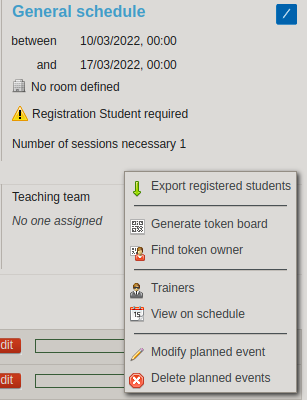 General schedule
between 10/03/2022, 00:00
and 17/03/2022, 00:00
No room defined
Registration Student required
Number of sessions necessary 1
Export registered students
Teaching team
No one assigned
Generate token board
Find token owner
Trainers
View on schedule
dit
Modify planned event
dit
Delete planned events